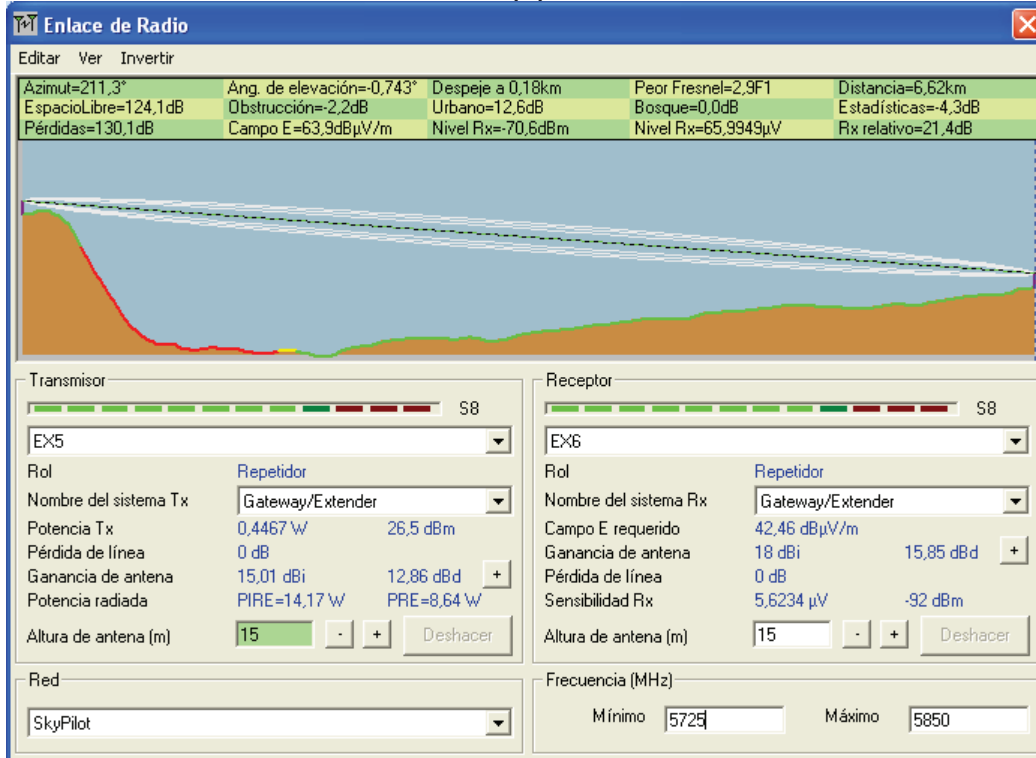 Enlace de Radio
Editar Ver Invertir
Azimut=211,3° Ang. de elevación=-0,743° Despeje a 0,18km Peor Fresnel=2,9F1 Distancia=6,62km
EspacioLibre=124,1dB Obstrucción=-2,2dB Urbano=12,6dB Bosque=0,0dB Estadísticas=-4,3dB
Pérdidas=130,1dB Campo E=63,9dBµV/m Nivel Rx=-70,6dBm Nivel Rx=65,9949µV Rx relativo=21,4dB
Transmisor
S8
EX5
Rol Repetidor
Nombre del sistema Tx Gateway/Extender
Potencia Tx 0,4467 W 26,5 dBm
Pérdida de línea 0 dB
Ganancia de antena 15,01 dBi 12,86 dBd +
Potencia radiada PIRE=14,17 W PRE=8,64 W
Altura de antena (m) 15 - + Deshacer
Receptor
S8
EX6
Rol Repetidor
Nombre del sistema Rx Gateway/Extender
Campo E requerido 42,46 dBµV/m
Ganancia de antena 18 dBi 15,85 dBd +
Pérdida de línea 0 dB
Sensibilidad Rx 5,6234 µV -92 dBm
Altura de antena (m) 15 - + Deshacer
Red
SkyPilot
Frecuencia (MHz)
Mínimo 5725 Máximo 5850